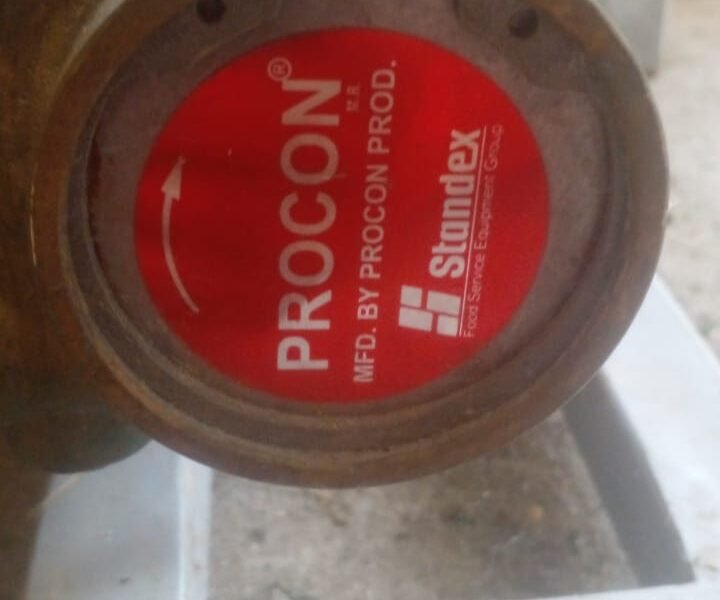 PROCON®
M.R.
MFD. BY PROCON PROD.
Standex
Food Service Equipment Group